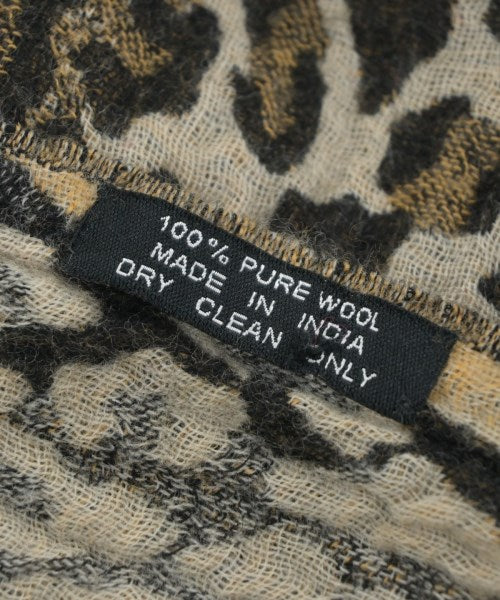 100% PURE WOOL
MADE IN INDIA
DRY CLEAN ONLY